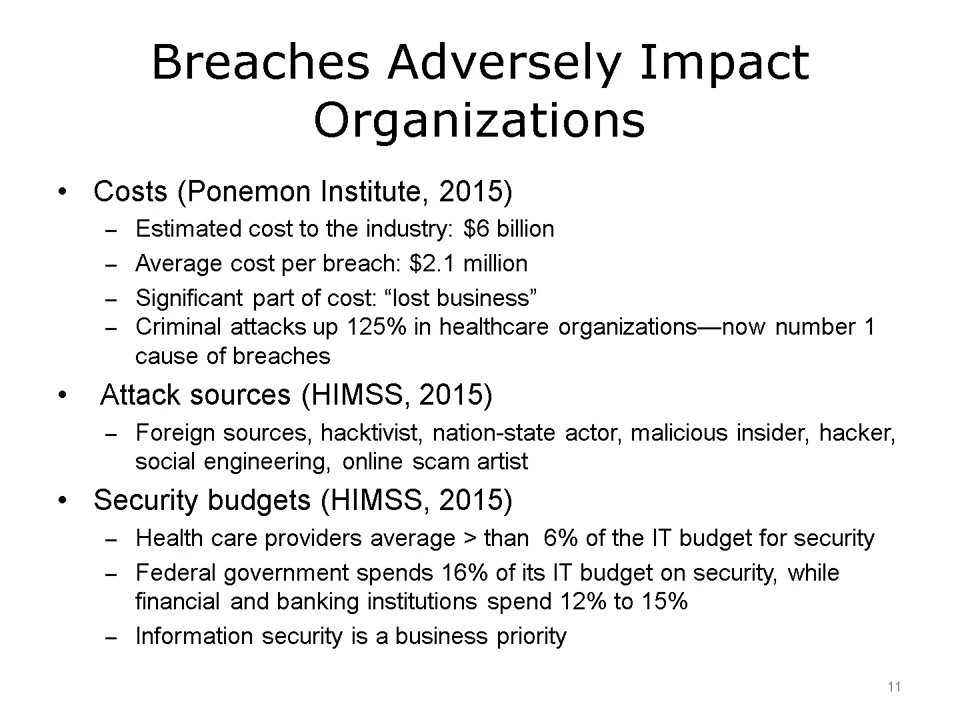 Breaches Adversely Impact
Organizations
• Costs (Ponemon Institute, 2015)
– Estimated cost to the industry: $6 billion
– Average cost per breach: $2.1 million
– Significant part of cost: “lost business”
– Criminal attacks up 125% in healthcare organizations—now number 1
cause of breaches
• Attack sources (HIMSS, 2015)
– Foreign sources, hacktivist, nation-state actor, malicious insider, hacker,
social engineering, online scam artist
• Security budgets (HIMSS, 2015)
– Health care providers average > than 6% of the IT budget for security
– Federal government spends 16% of its IT budget on security, while
financial and banking institutions spend 12% to 15%
– Information security is a business priority
11